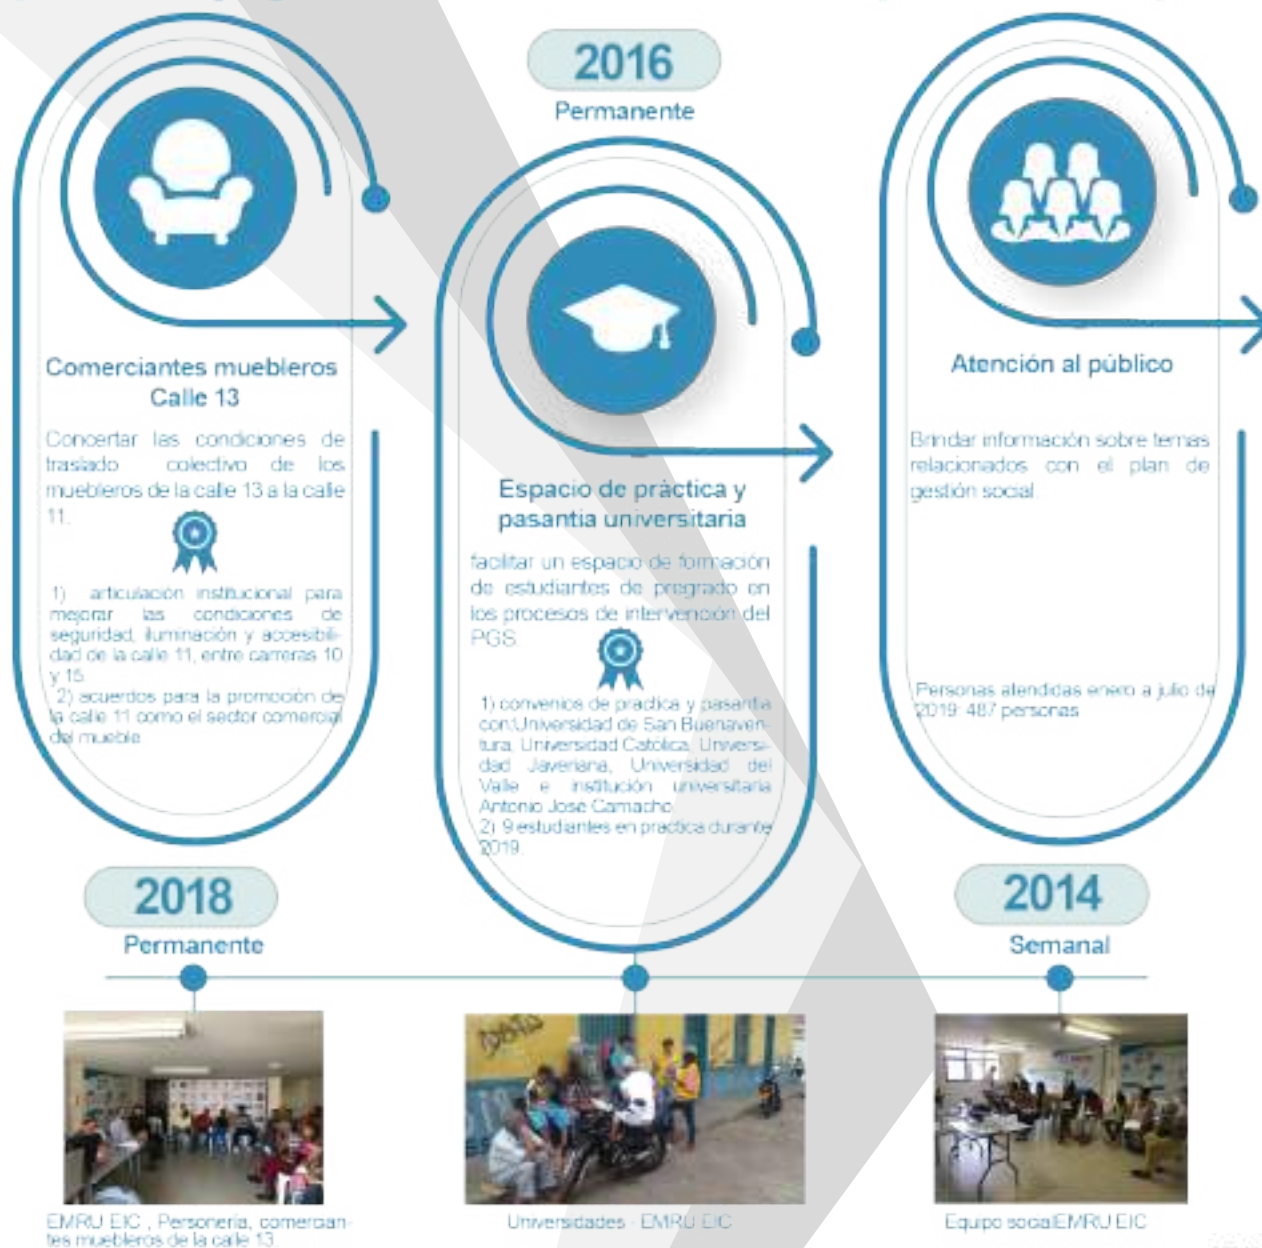 Comerciantes muebleros
Calle 13
Concertar las condiciones de
traslado colectivo de los
muebleros de la calle 13 a la calle
11.
1) articulación institucional para
mejorar las condiciones de
seguridad, iluminación y accesibili-
dad de la calle 11, entre carreras 10
y 15
2) acuerdos para la promoción de
la calle 11 como el sector comercial
del mueble
2018
Permanente
EMRU EIC , Personería, comercian-
tes muebleros de la calle 13.
2016
Permanente
Espacio de práctica y
pasantia universitaria
facilitar un espacio de formación
de estudiantes de pregrado en
los procesos de intervención del
PGS.
1) convenios de practica y pasantia
con:Universidad de San Buenaven-
tura, Universidad Católica, Univers-
dad Javeriana, Universidad del
Valle e institución universitaria
Antonio José Camacho
2) 9 estudiantes en practica durante
2019.
Universidades - EMRU EIC
Atención al público
Brindar información sobre temas
relacionados con el plan de
gestión social.
Personas atendidas enero a julio de
2019: 487 personas
2014
Semanal
Equipo socialEMRU EIC